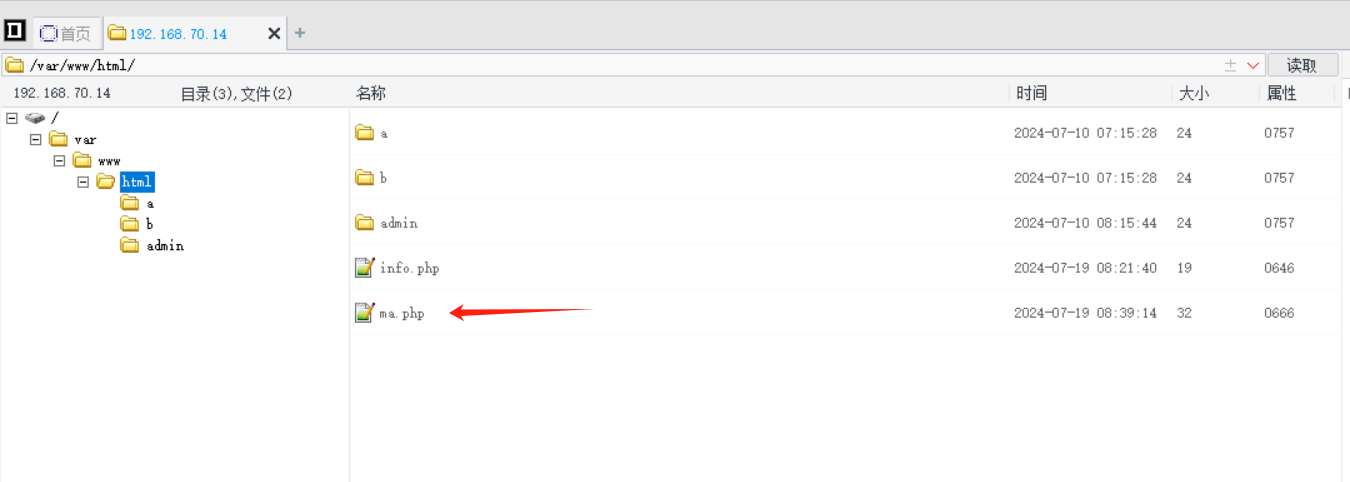 首页 192.168.70.14
/var/www/html/ 读取
192.168.70.14 目录(3),文件(2) 名称 时间 大小 属性
/
var
www
html
a
b
admin
a 2024-07-10 07:15:28 24 0757
b 2024-07-10 07:15:28 24 0757
admin 2024-07-10 08:15:44 24 0757
info.php 2024-07-19 08:21:40 19 0646
ma.php 2024-07-19 08:39:14 32 0666